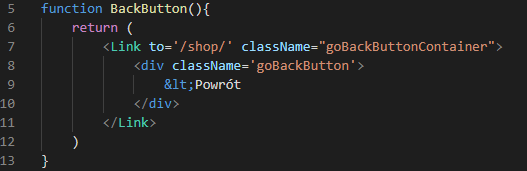 5 function BackButton(){
6     return (
7         <Link to='/shop/' className="goBackButtonContainer">
8             <div className='goBackButton'>
9                 &lt;Powrót
10             </div>
11         </Link>
12     )
13 }